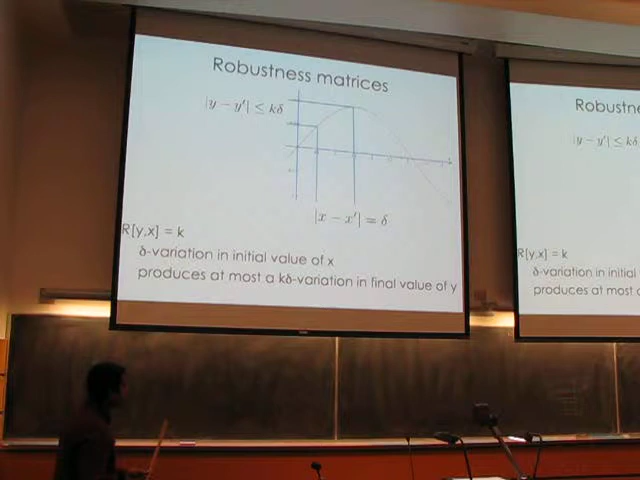 Robustness matrices
|y − y′| ≤ kδ
|x − x′| = δ
R[y,x] = k
δ-variation in initial value of x
produces at most a kδ-variation in final value of y
Robustne
|y − y′| ≤ kδ
R[y,x] = k
δ-variation in initial
produces at most a